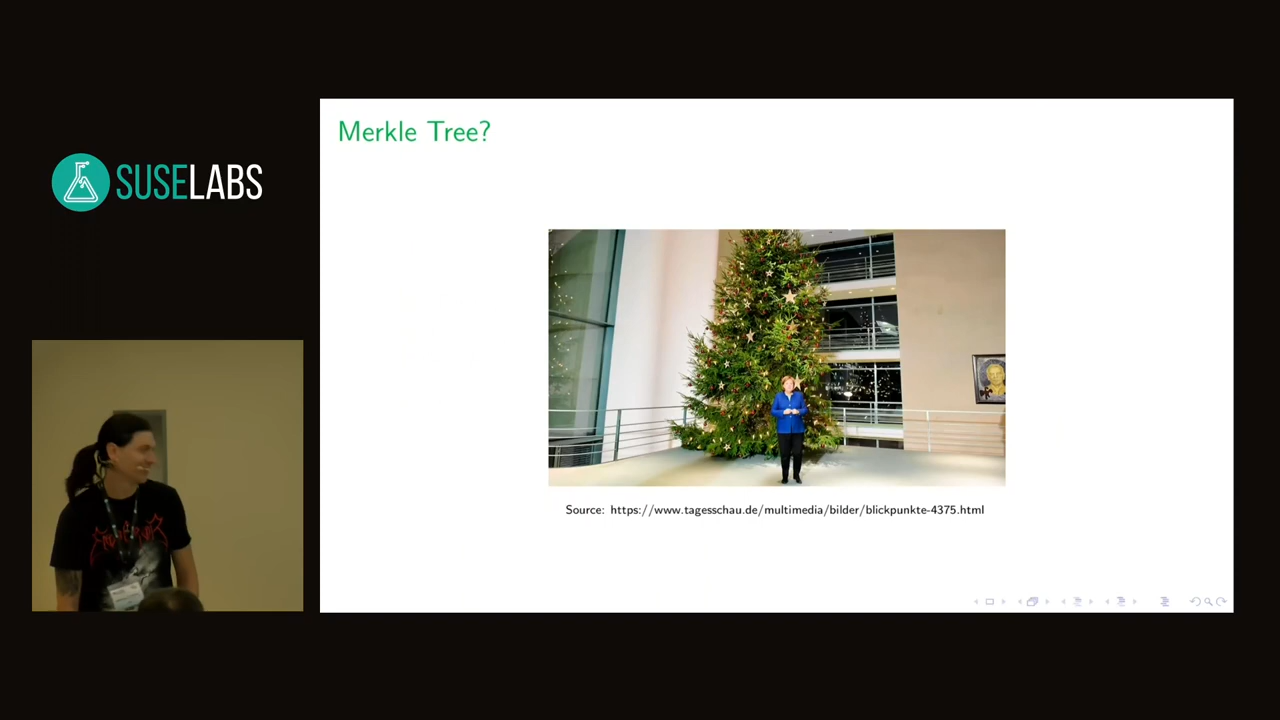 SUSELABS
Merkle Tree?
Source: https://www.tagesschau.de/multimedia/bilder/blickpunkte-4375.html